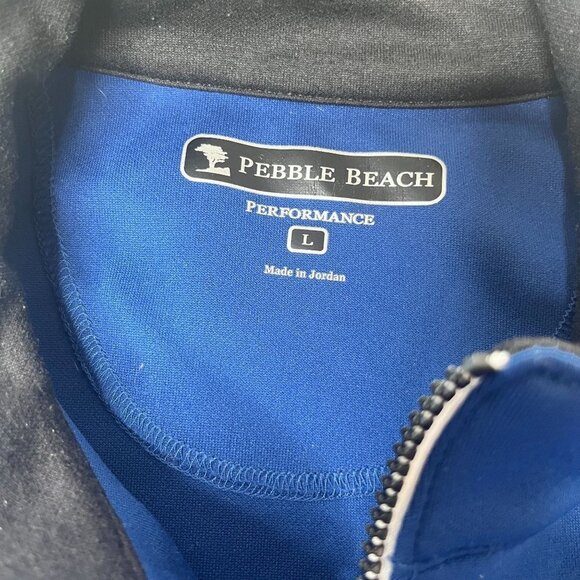 PEBBLE BEACH
PERFORMANCE
L
Made in Jordan